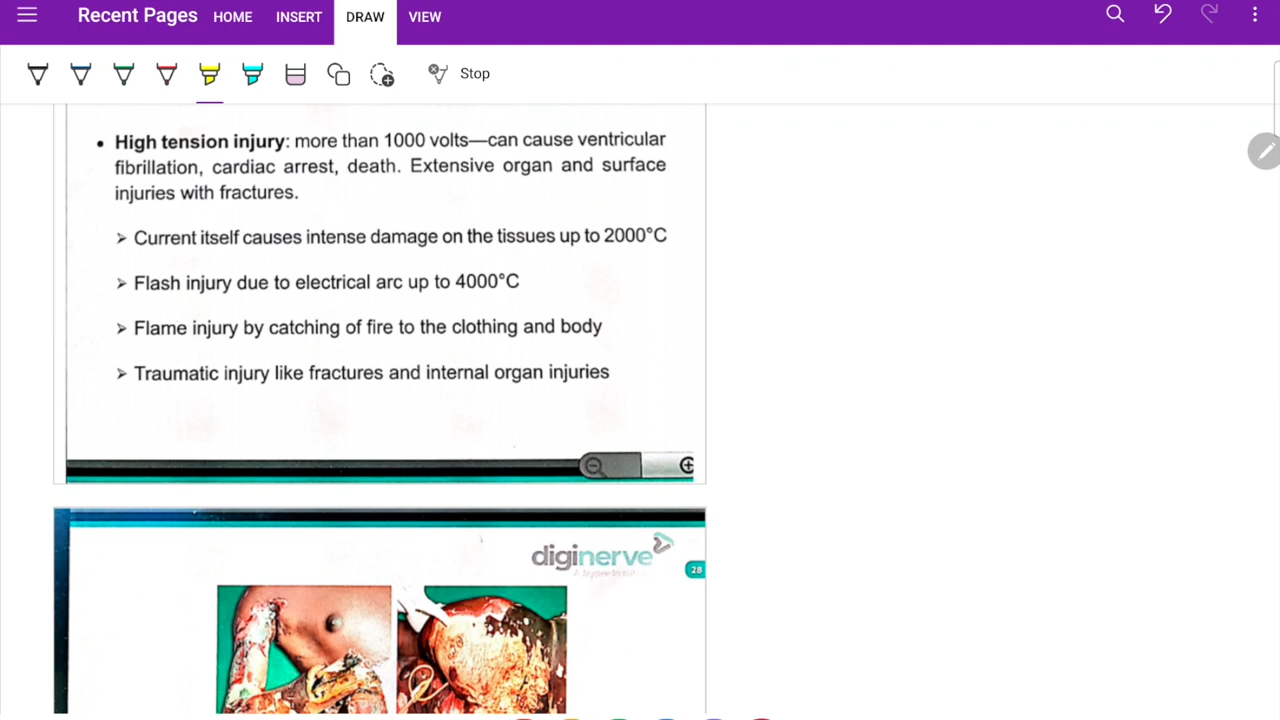 Recent Pages HOME INSERT DRAW VIEW
Stop
• High tension injury: more than 1000 volts—can cause ventricular
fibrillation, cardiac arrest, death. Extensive organ and surface
injuries with fractures.
➢ Current itself causes intense damage on the tissues up to 2000°C
➢ Flash injury due to electrical arc up to 4000°C
➢ Flame injury by catching of fire to the clothing and body
➢ Traumatic injury like fractures and internal organ injuries
diginerve
28